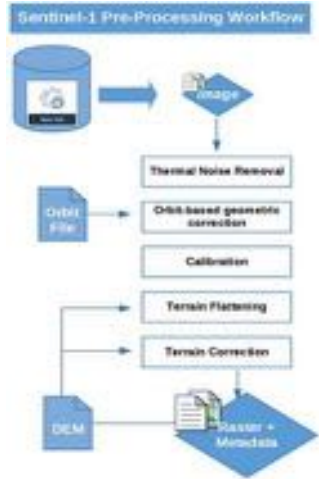 Sentinel-1 Pre-Processing Workflow
Image
Thermal Noise Removal
Orbit
File
Orbit-based geometric
correction
Calibration
Terrain Flattening
Terrain Correction
DEM
Raster +
Metadata